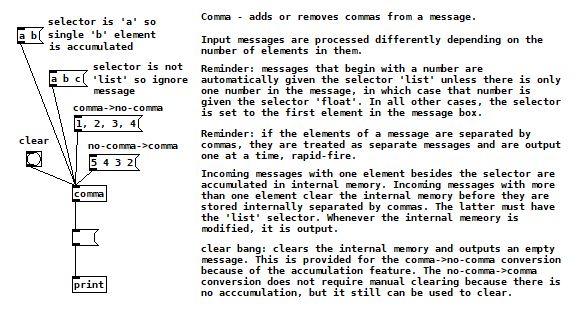 selector is 'a' so
single 'b' element
is accumulated
a b
selector is not
'list' so ignore
message
a b c
comma->no-comma
1, 2, 3, 4
clear
no-comma->comma
5 4 3 2
comma
print
Comma - adds or removes commas from a message.
Input messages are processed differently depending on the
number of elements in them.
Reminder: messages that begin with a number are
automatically given the selector 'list' unless there is only
one number in the message, in which case that number is
given the selector 'float'. In all other cases, the selector
is set to the first element in the message box.
Reminder: if the elements of a message are separated by
commas, they are treated as separate messages and are output
one at a time, rapid-fire.
Incoming messages with one element besides the selector are
accumulated in internal memory. Incoming messages with more
than one element clear the internal memory before they are
stored internally separated by commas. The latter must have
the 'list' selector. Whenever the internal memeory is
modified, it is output.
clear bang: clears the internal memory and outputs an empty
message. This is provided for the comma->no-comma conversion
because of the accumulation feature. The no-comma->comma
conversion does not require manual clearing because there is
no acccumulation, but it still can be used to clear.